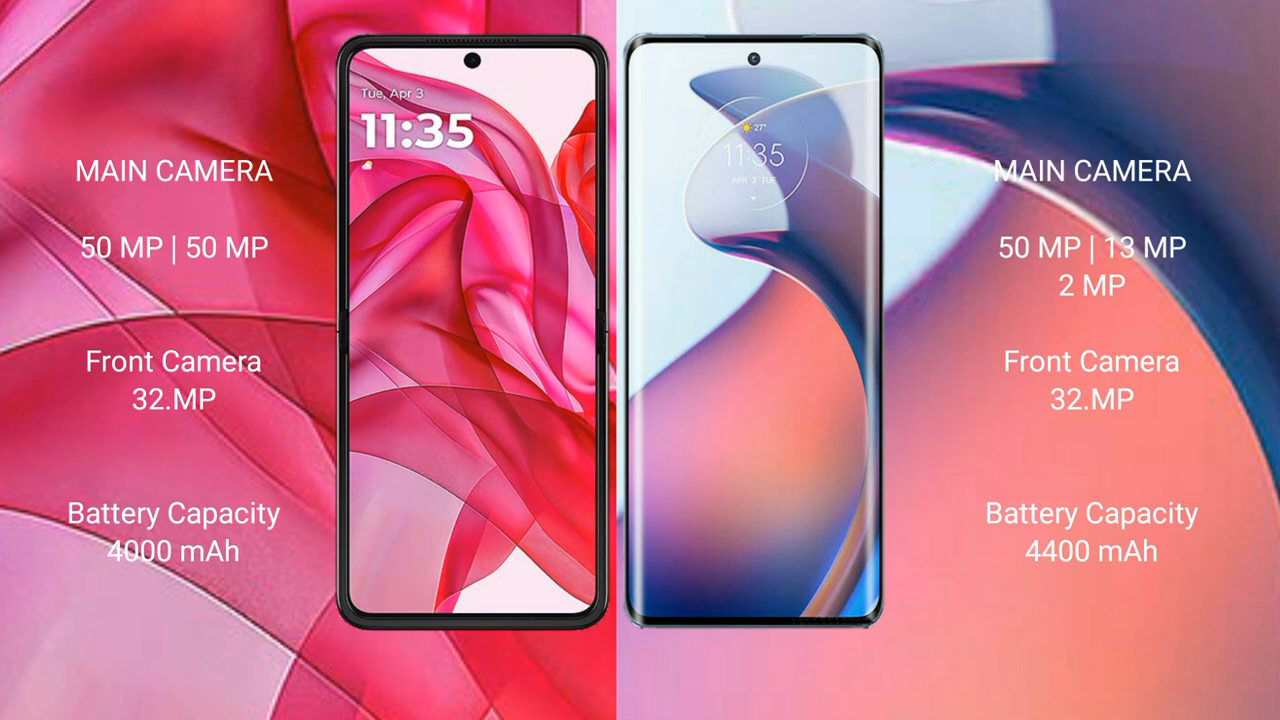 MAIN CAMERA
50 MP | 50 MP
Front Camera
32.MP
Battery Capacity
4000 mAh
Tue, Apr 3
11:35
27°
11:35
APR 3 TUE
MAIN CAMERA
50 MP | 13 MP
2 MP
Front Camera
32.MP
Battery Capacity
4400 mAh